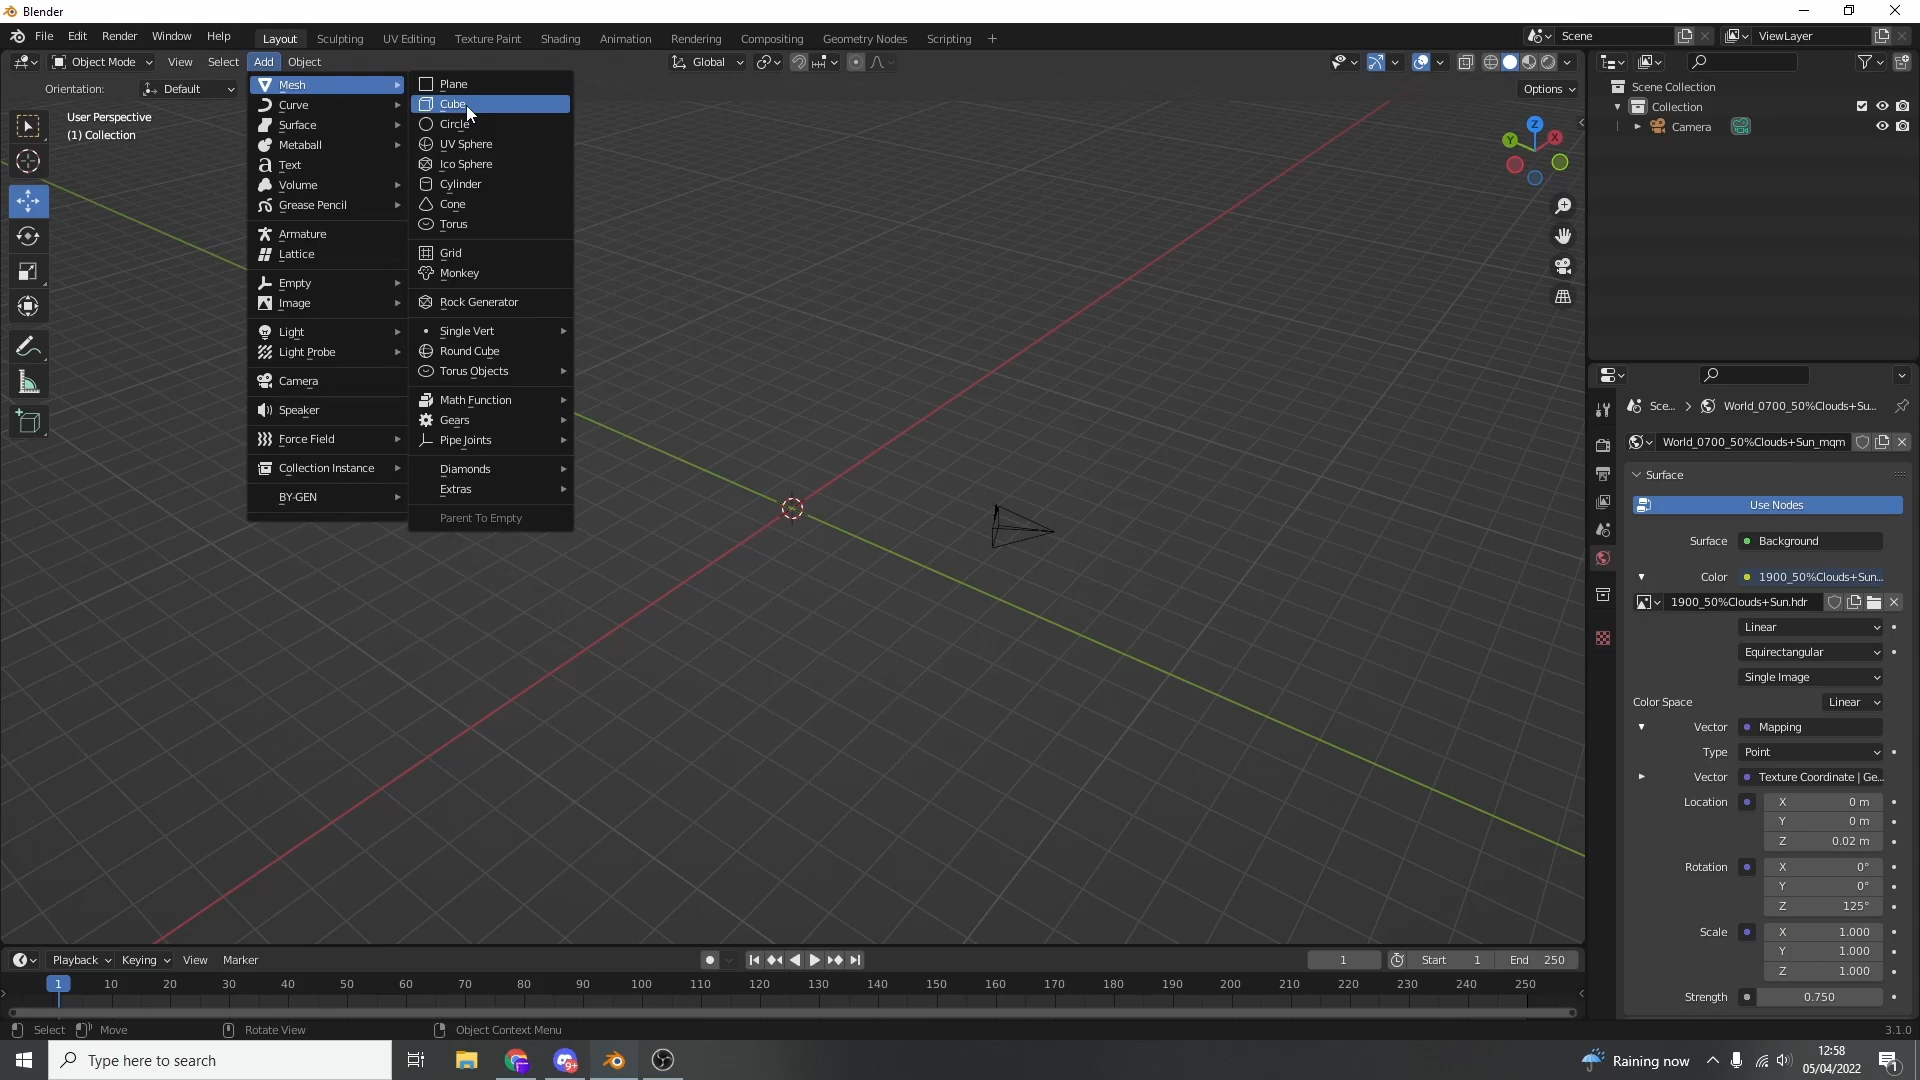 Blender
File Edit Render Window Help Layout Sculpting UV Editing Texture Paint Shading Animation Rendering Compositing Geometry Nodes Scripting + Scene ViewLayer
Object Mode View Select Add Object Global
Orientation: Default Options
User Perspective
(1) Collection
Mesh
Curve
Surface
Metaball
Text
Volume
Grease Pencil
Armature
Lattice
Empty
Image
Light
Light Probe
Camera
Speaker
Force Field
Collection Instance
BY-GEN
Plane
Cube
Circle
UV Sphere
Ico Sphere
Cylinder
Cone
Torus
Grid
Monkey
Rock Generator
Single Vert
Round Cube
Torus Objects
Math Function
Gears
Pipe Joints
Diamonds
Extras
Parent To Empty
Z
Y X
Scene Collection
Collection
Camera
Sce... > World_0700_50%Clouds+Su...
World_0700_50%Clouds+Sun_mqm
Surface
Use Nodes
Surface Background
Color 1900_50%Clouds+Sun...
1900_50%Clouds+Sun.hdr
Linear
Equirectangular
Single Image
Color Space Linear
Vector Mapping
Type Point
Vector Texture Coordinate | Ge...
Location X 0 m
Y 0 m
Z 0.02 m
Rotation X 0°
Y 0°
Z 125°
Scale X 1.000
Y 1.000
Z 1.000
Strength 0.750
Playback Keying View Marker 1 Start 1 End 250
1 10 20 30 40 50 60 70 80 90 100 110 120 130 140 150 160 170 180 190 200 210 220 230 240 250
Select Move Rotate View Object Context Menu 3.1.0
Type here to search 9+ Raining now 12:58
05/04/2022 1